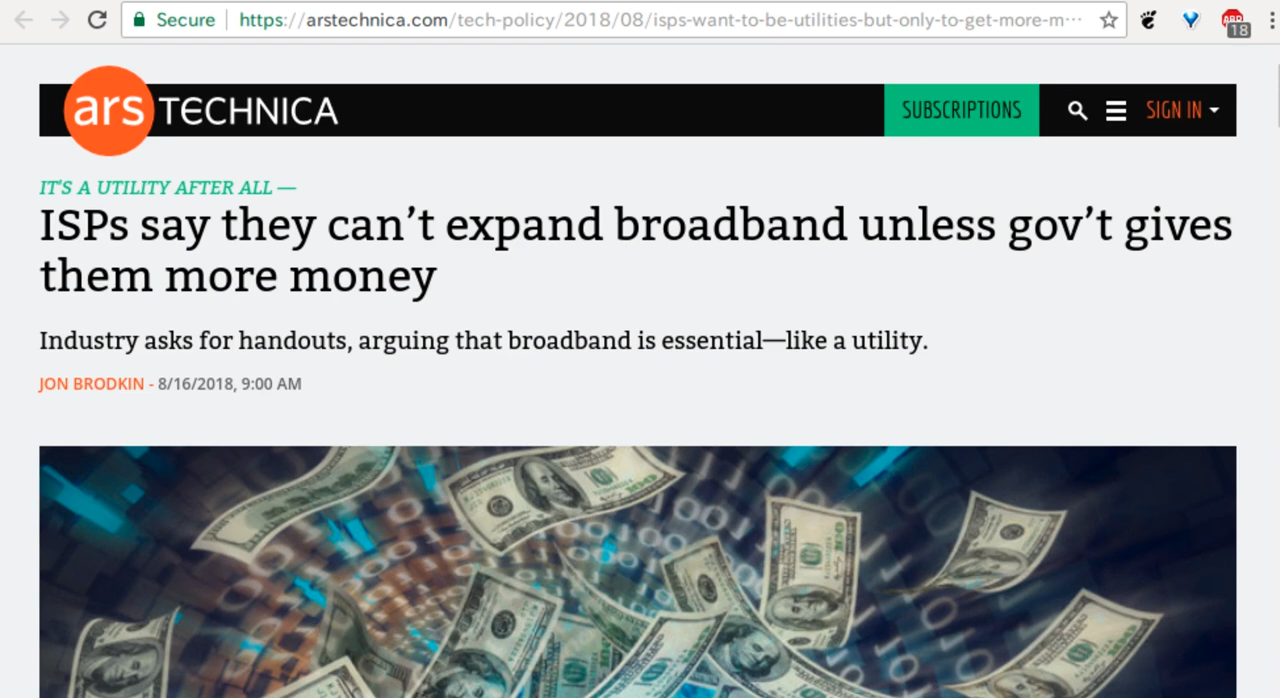 Secure
https://arstechnica.com/tech-policy/2018/08/isps-want-to-be-utilities-but-only-to-get-more-m…
ABP
18
ars TECHNICA
SUBSCRIPTIONS
SIGN IN
IT'S A UTILITY AFTER ALL —
ISPs say they can’t expand broadband unless gov’t gives
them more money
Industry asks for handouts, arguing that broadband is essential—like a utility.
JON BRODKIN - 8/16/2018, 9:00 AM